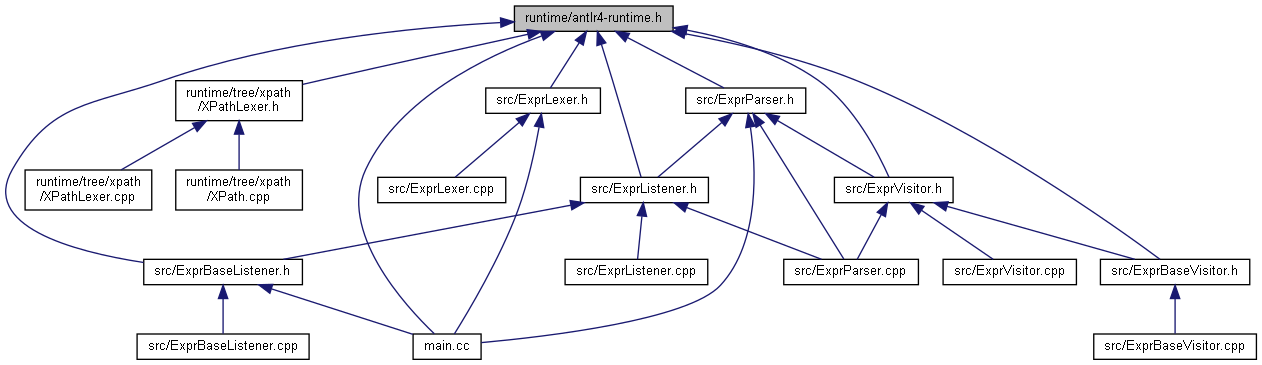 runtime/antlr4-runtime.h
runtime/tree/xpath
/XPathLexer.h
src/ExprLexer.h
src/ExprParser.h
runtime/tree/xpath
/XPathLexer.cpp
runtime/tree/xpath
/XPath.cpp
src/ExprLexer.cpp
src/ExprListener.h
src/ExprVisitor.h
src/ExprBaseListener.h
src/ExprListener.cpp
src/ExprParser.cpp
src/ExprVisitor.cpp
src/ExprBaseVisitor.h
src/ExprBaseListener.cpp
main.cc
src/ExprBaseVisitor.cpp